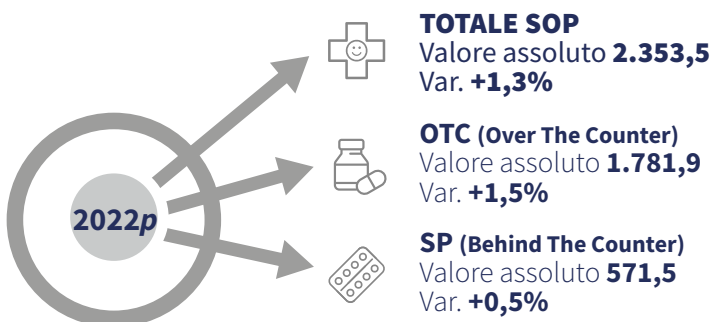 2022p
TOTALE SOP
Valore assoluto 2.353,5
Var. +1,3%
OTC (Over The Counter)
Valore assoluto 1.781,9
Var. +1,5%
SP (Behind The Counter)
Valore assoluto 571,5
Var. +0,5%